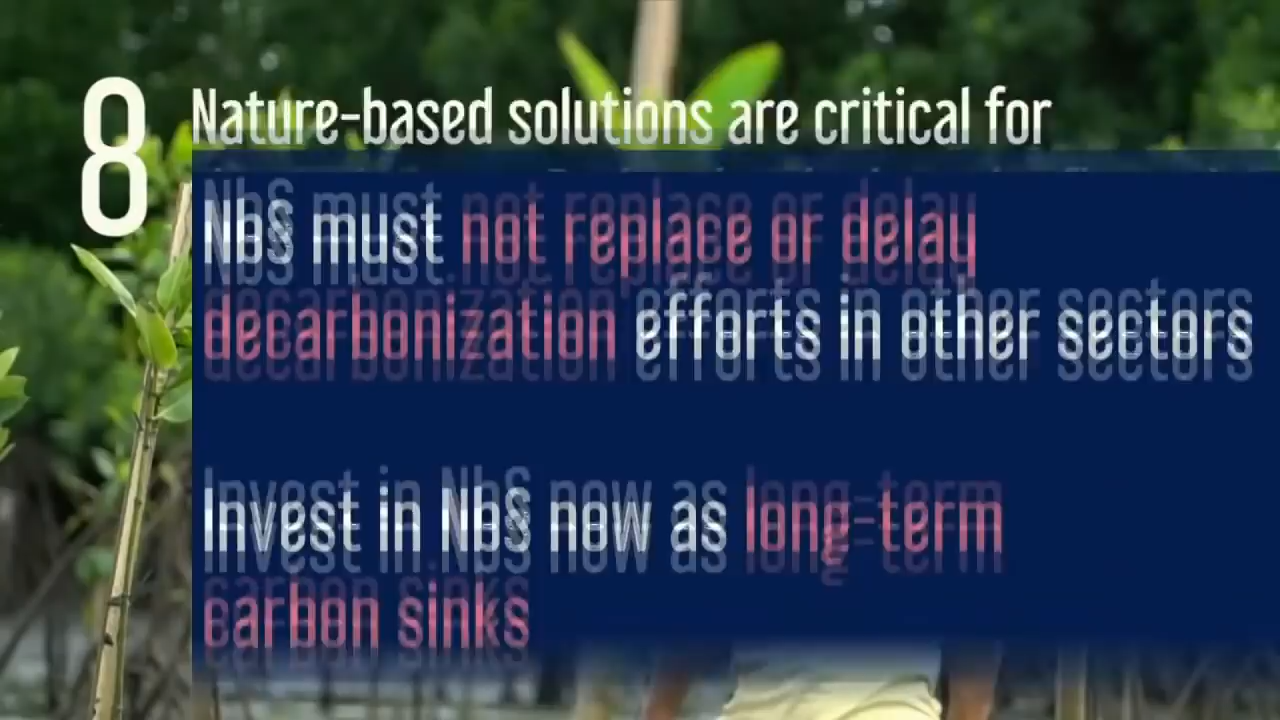 8
Nature-based solutions are critical for
NbS must not replace or delay
decarbonization efforts in other sectors
Invest in NbS now as long-term
carbon sinks